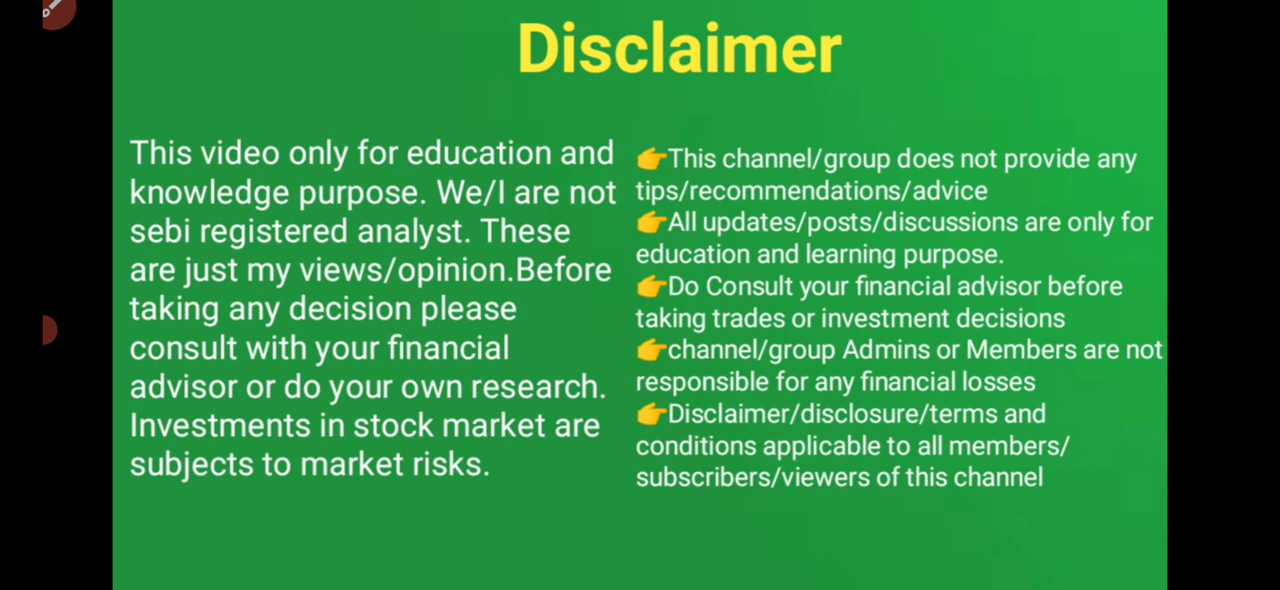 Disclaimer
This video only for education and
knowledge purpose. We/I are not
sebi registered analyst. These
are just my views/opinion.Before
taking any decision please
consult with your financial
advisor or do your own research.
Investments in stock market are
subjects to market risks.
👉This channel/group does not provide any
tips/recommendations/advice
👉All updates/posts/discussions are only for
education and learning purpose.
👉Do Consult your financial advisor before
taking trades or investment decisions
👉channel/group Admins or Members are not
responsible for any financial losses
👉Disclaimer/disclosure/terms and
conditions applicable to all members/
subscribers/viewers of this channel